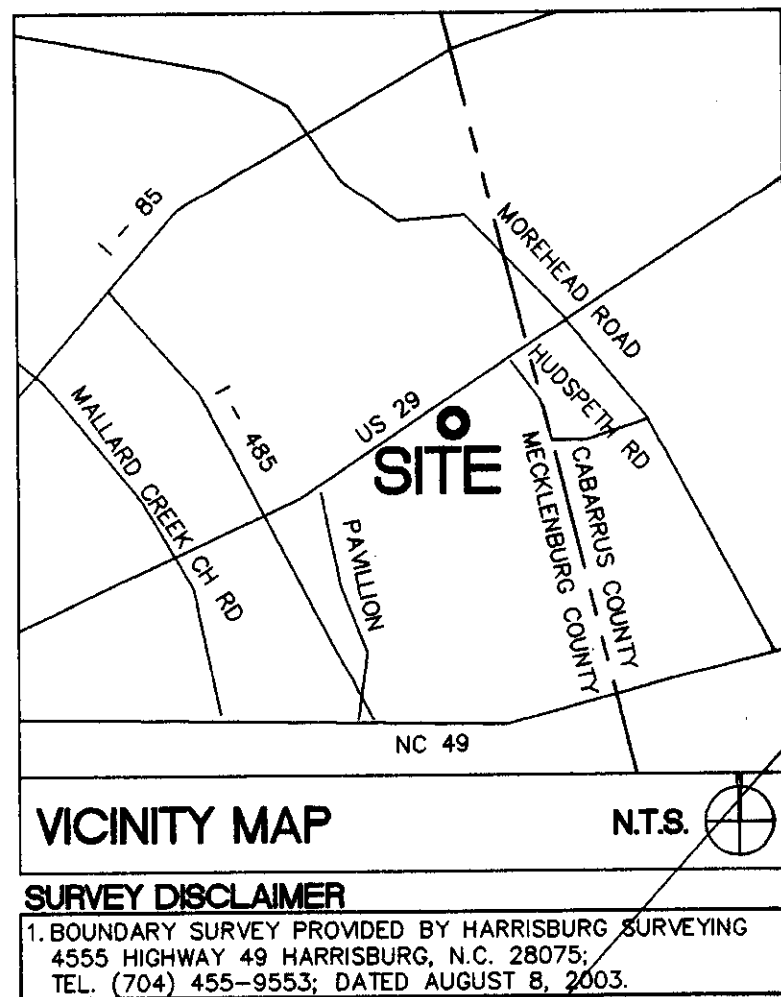 I - 85
MOREHEAD ROAD
HUDSPETH RD
US 29
SITE
I - 485
MALLARD CREEK CH RD
PAVILLION
CABARRUS COUNTY
MECKLENBURG COUNTY
NC 49
VICINITY MAP
N.T.S.
SURVEY DISCLAIMER
1. BOUNDARY SURVEY PROVIDED BY HARRISBURG SURVEYING
4555 HIGHWAY 49 HARRISBURG, N.C. 28075;
TEL. (704) 455-9553; DATED AUGUST 8, 2003.